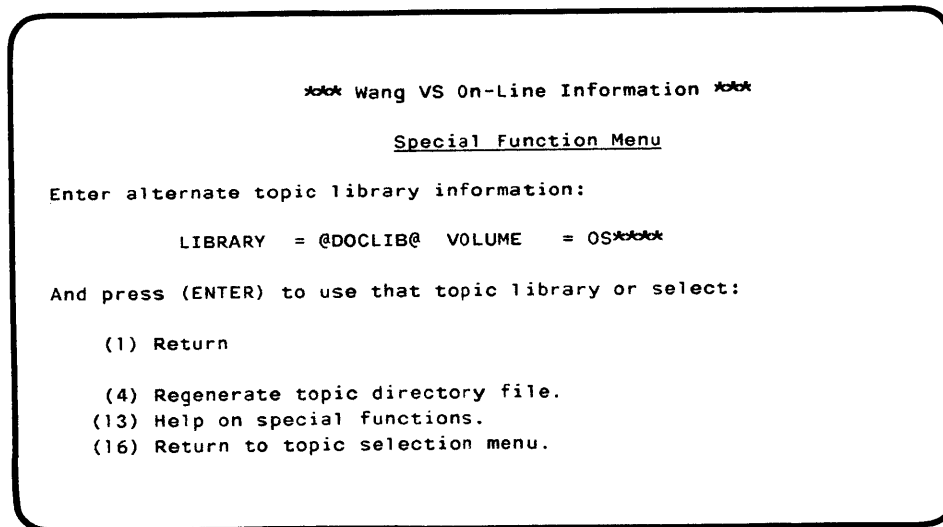 *** Wang VS On-Line Information ***
Special Function Menu
Enter alternate topic library information:
LIBRARY = @DOCLIB@ VOLUME = OS****
And press (ENTER) to use that topic library or select:
(1) Return
(4) Regenerate topic directory file.
(13) Help on special functions.
(16) Return to topic selection menu.